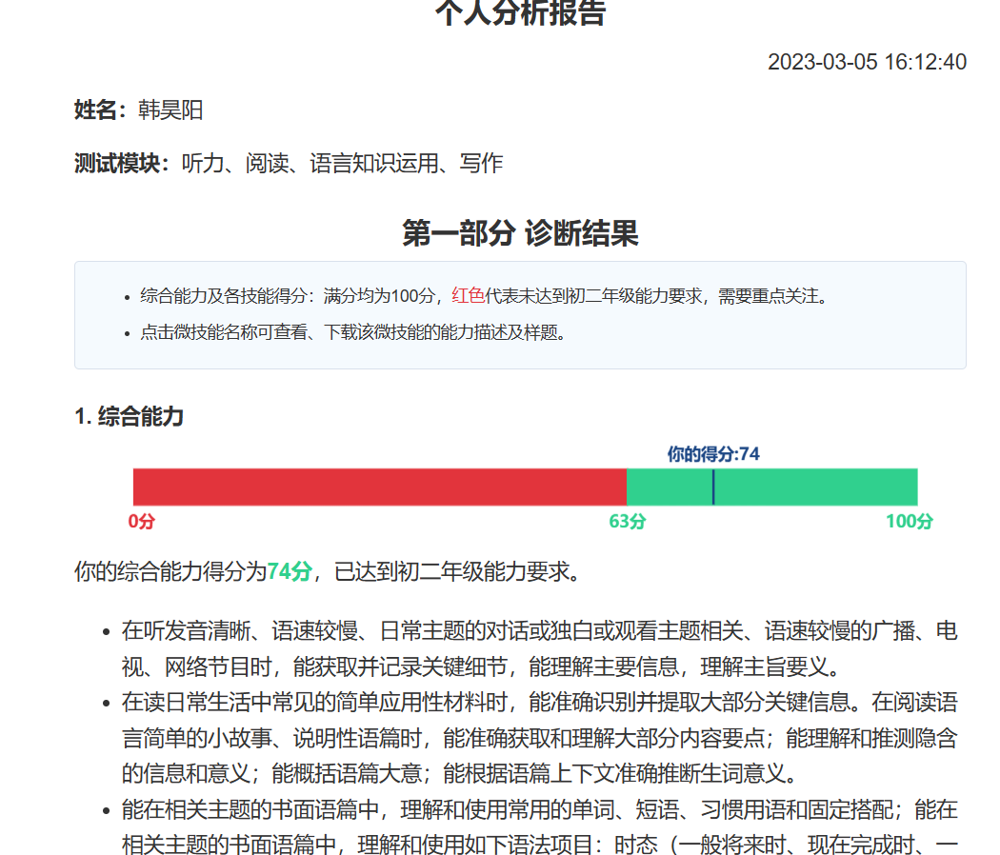 个人分析报告
2023-03-05 16:12:40
姓名：韩昊阳
测试模块：听力、阅读、语言知识运用、写作
第一部分 诊断结果
综合能力及各技能得分：满分均为100分，红色代表未达到初二年级能力要求，需要重点关注。
点击微技能名称可查看、下载该微技能的能力描述及样题。
1. 综合能力
你的得分:74
0分 63分 100分
你的综合能力得分为74分，已达到初二年级能力要求。
在听发音清晰、语速较慢、日常主题的对话或独白或观看主题相关、语速较慢的广播、电
视、网络节目时，能获取并记录关键细节，能理解主要信息，理解主旨要义。
在读日常生活中常见的简单应用性材料时，能准确识别并提取大部分关键信息。在阅读语
言简单的小故事、说明性语篇时，能准确获取和理解大部分内容要点；能理解和推测隐含
的信息和意义；能概括语篇大意；能根据语篇上下文准确推断生词意义。
能在相关主题的书面语篇中，理解和使用常用的单词、短语、习惯用语和固定搭配；能在
相关主题的书面语篇中，理解和使用如下语法项目：时态（一般将来时、现在完成时、一